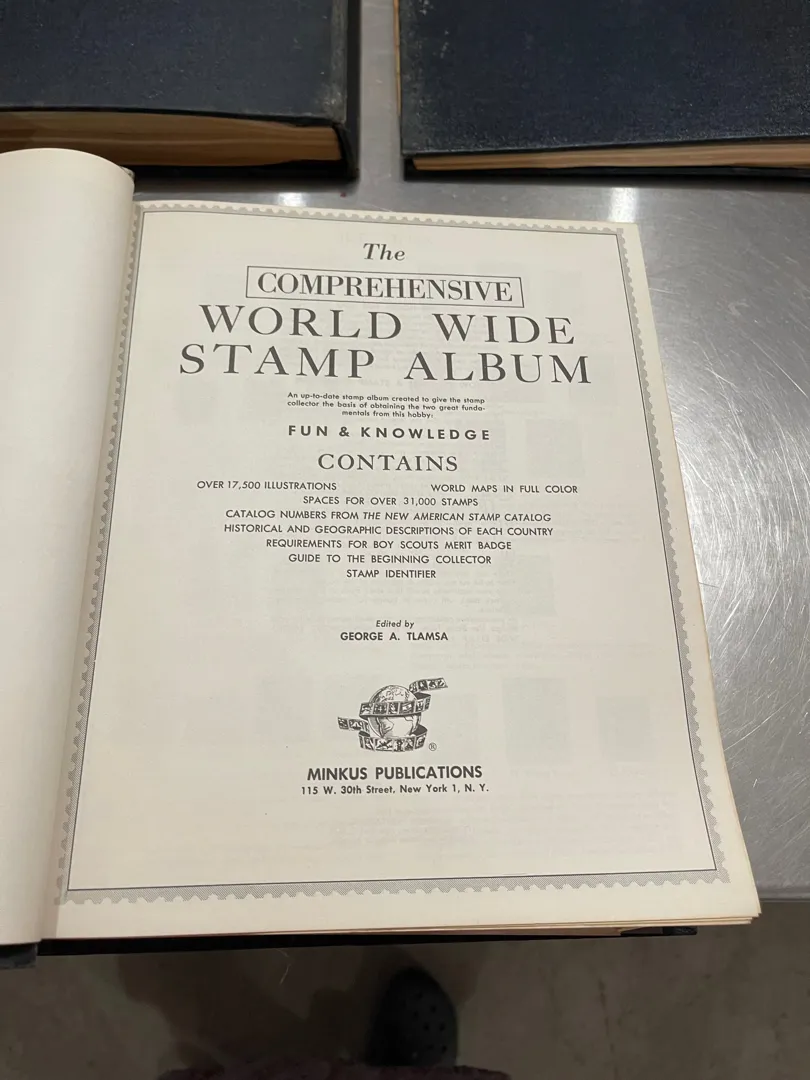 The
COMPREHENSIVE
WORLD WIDE
STAMP ALBUM
An up-to-date stamp album created to give the stamp
collector the basis of obtaining the two great funda-
mentals from this hobby:
FUN & KNOWLEDGE
CONTAINS
OVER 17,500 ILLUSTRATIONS WORLD MAPS IN FULL COLOR
SPACES FOR OVER 31,000 STAMPS
CATALOG NUMBERS FROM THE NEW AMERICAN STAMP CATALOG
HISTORICAL AND GEOGRAPHIC DESCRIPTIONS OF EACH COUNTRY
REQUIREMENTS FOR BOY SCOUTS MERIT BADGE
GUIDE TO THE BEGINNING COLLECTOR
STAMP IDENTIFIER
Edited by
GEORGE A. TLAMSA
®
MINKUS PUBLICATIONS
115 W. 30th Street, New York 1, N. Y.